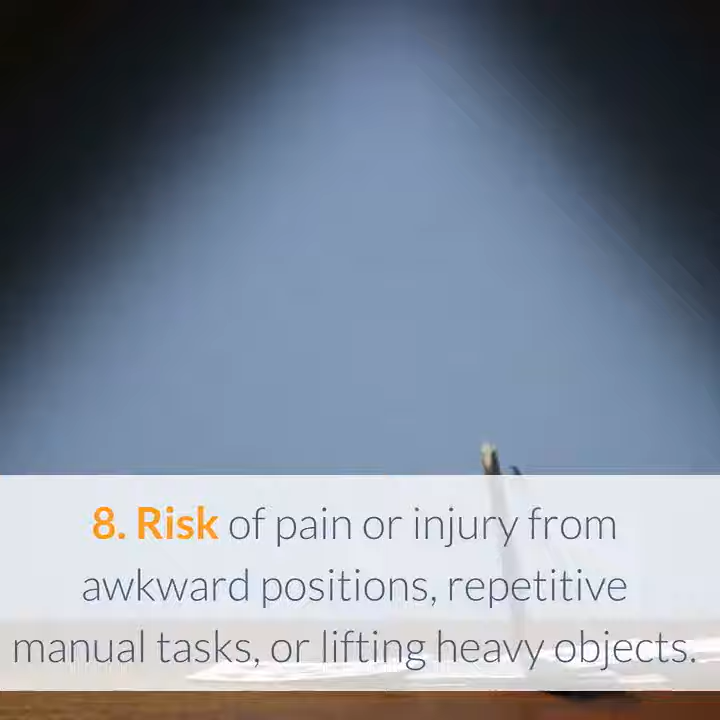 8. Risk of pain or injury from
awkward positions, repetitive
manual tasks, or lifting heavy objects.